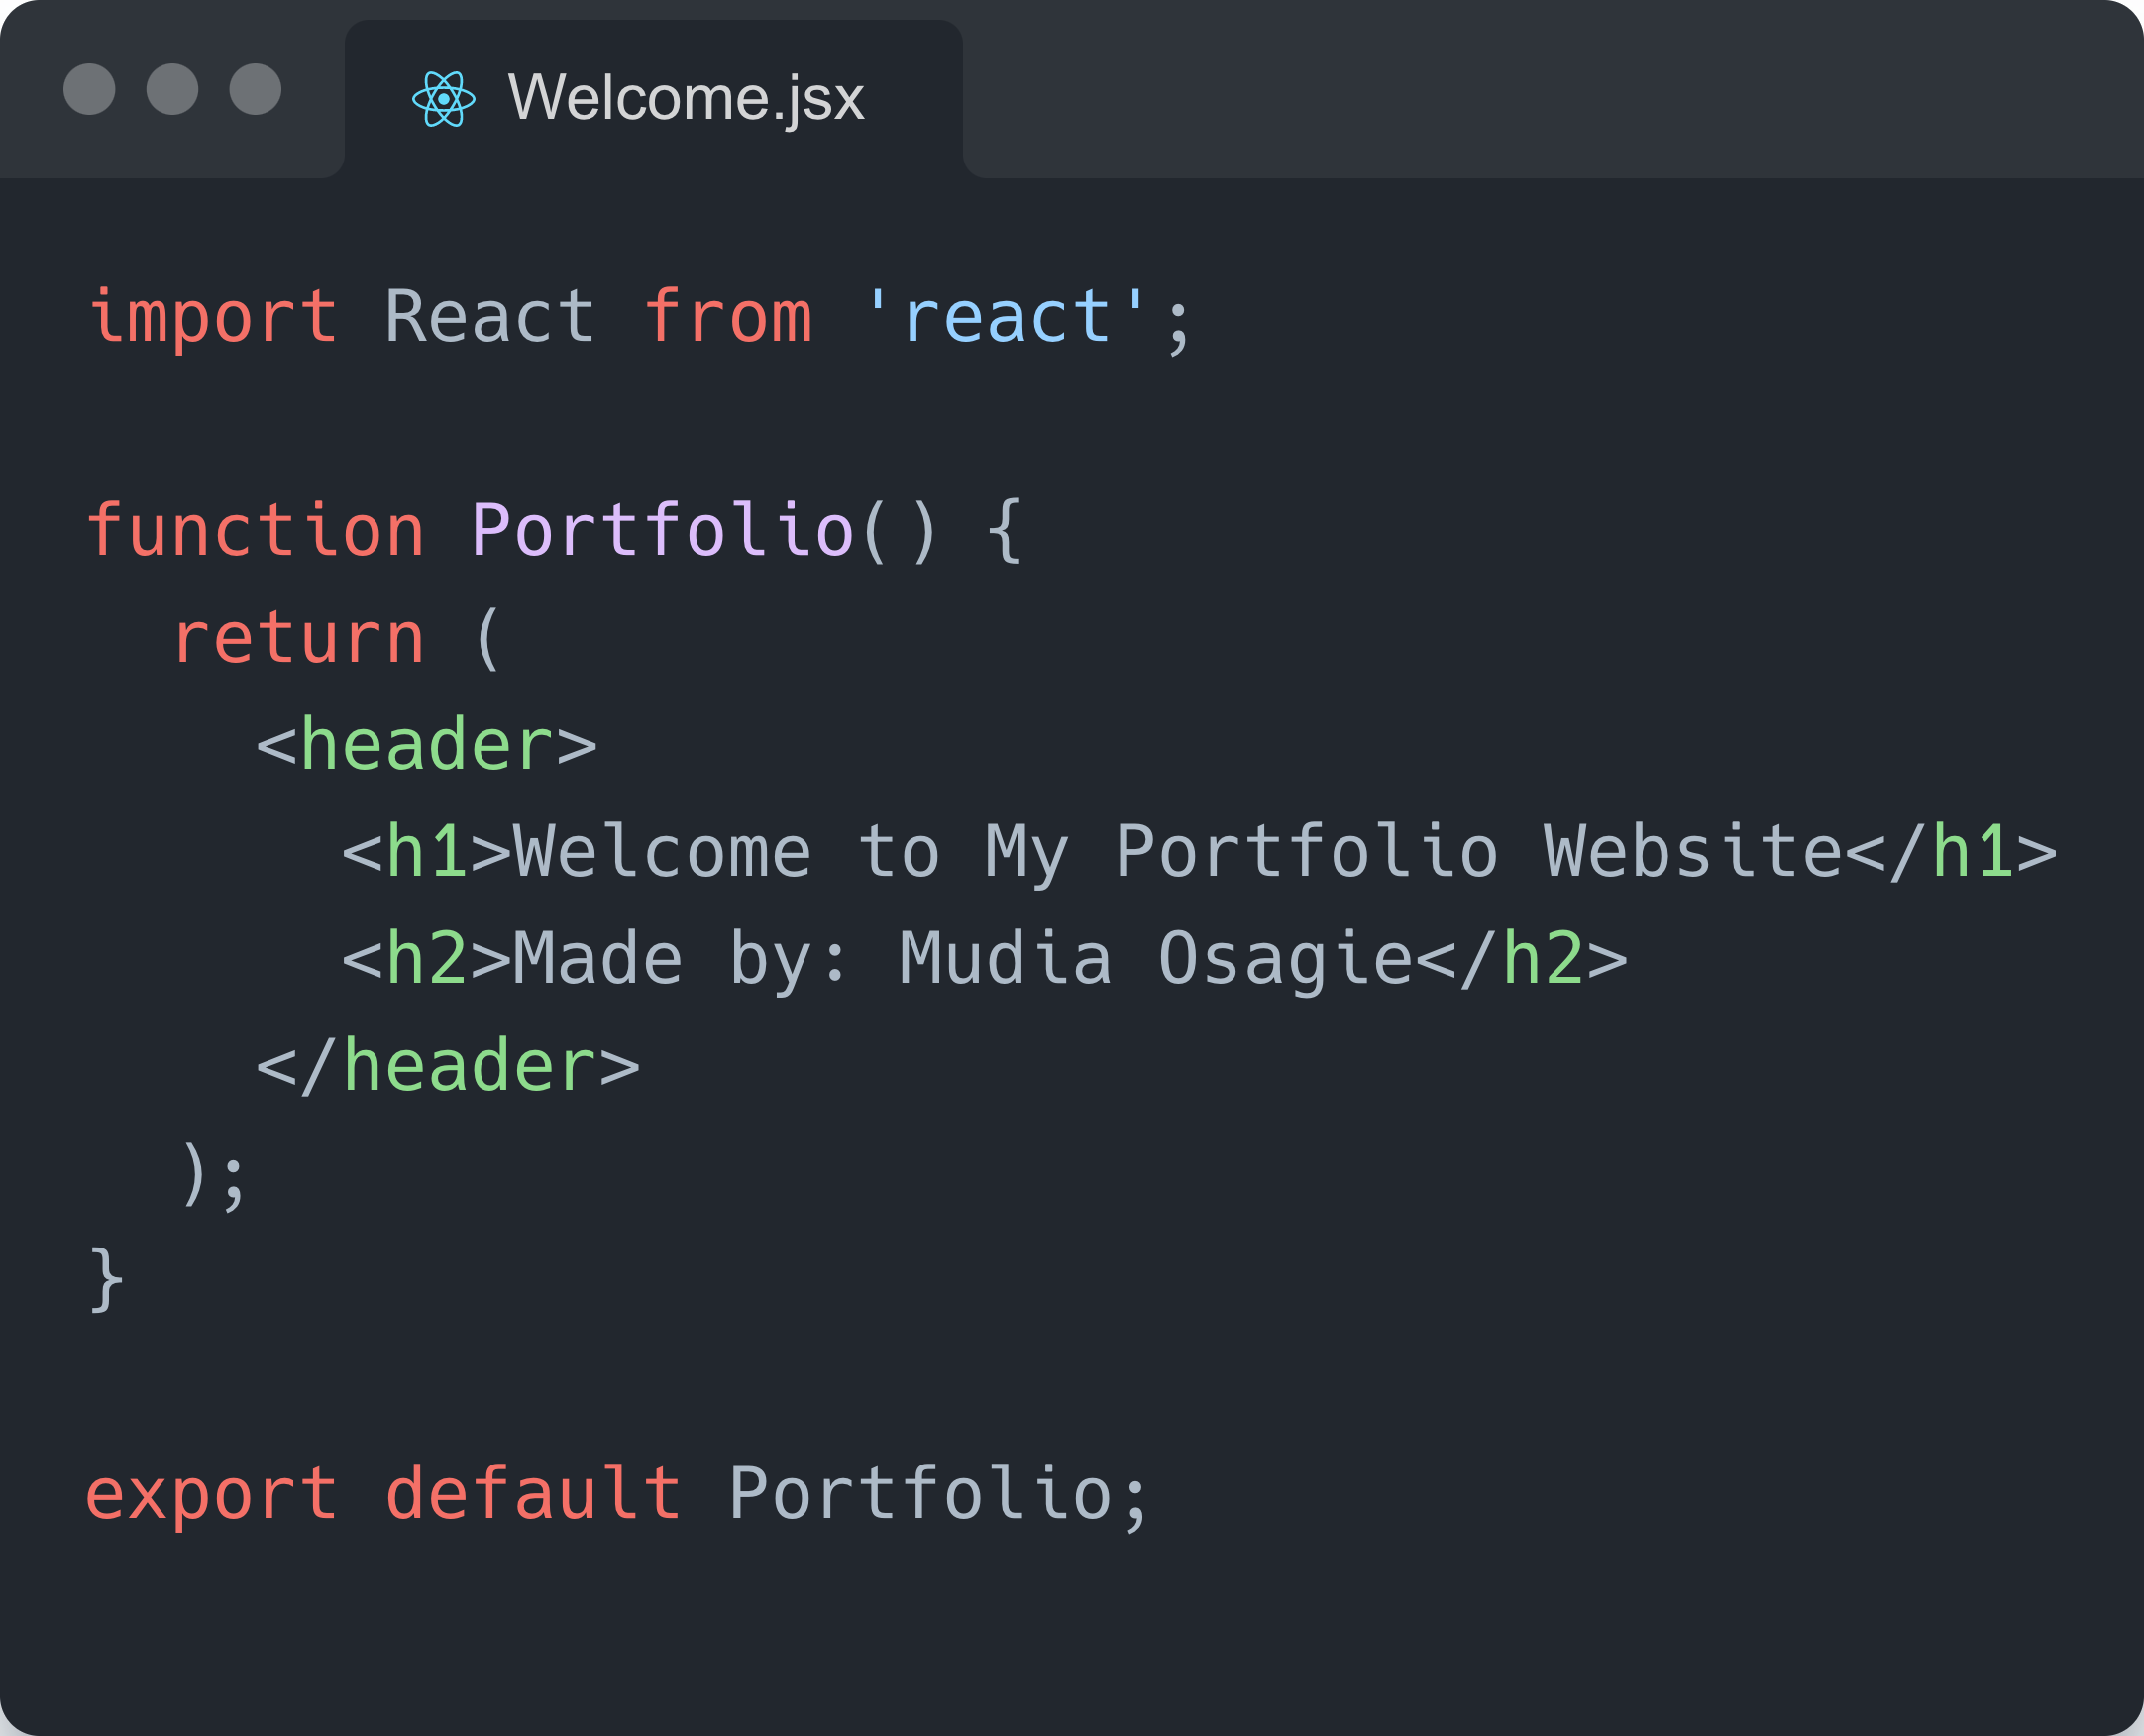 Welcome.jsx
import React from 'react';
function Portfolio() {
  return (
    <header>
      <h1>Welcome to My Portfolio Website</h1>
      <h2>Made by: Mudia Osagie</h2>
    </header>
  );
}
export default Portfolio;